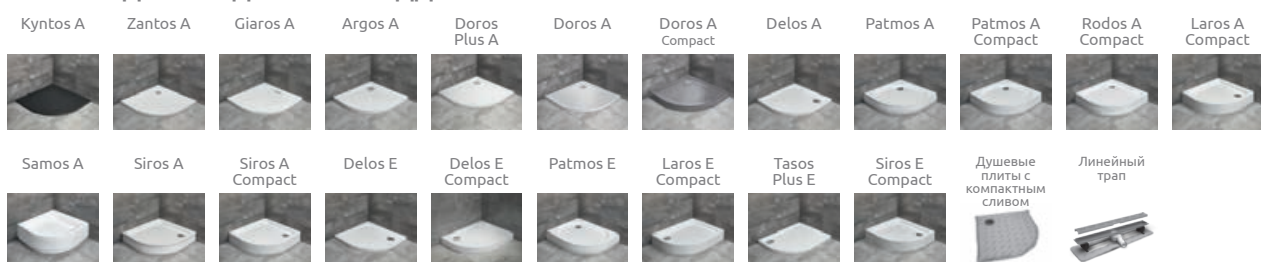 Kyntos A
Zantos A
Giaros A
Argos A
Doros
Plus A
Doros A
Doros A
Compact
Delos A
Patmos A
Patmos A
Compact
Rodos A
Compact
Laros A
Compact
Samos A
Siros A
Siros A
Compact
Delos E
Delos E
Compact
Patmos E
Laros E
Compact
Tasos
Plus E
Siros E
Compact
Душевые
плиты с
компактным
сливом
Линейный
трап